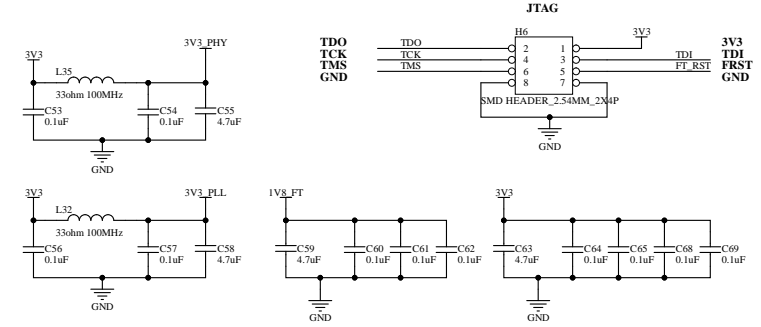 JTAG
3V3
3V3_PHY
L35
33ohm 100MHz
C53
0.1uF
C54
0.1uF
C55
4.7uF
GND
TDO
TCK
TMS
GND
TDO
TCK
TMS
H6
2
4
6
8
1
3
5
7
SMD HEADER_2.54MM_2X4P
3V3
TDI
FT_RST
3V3
TDI
FRST
GND
GND
3V3
3V3_PLL
L32
33ohm 100MHz
C56
0.1uF
C57
0.1uF
C58
4.7uF
GND
1V8_FT
C59
4.7uF
C60
0.1uF
C61
0.1uF
C62
0.1uF
GND
3V3
C63
4.7uF
C64
0.1uF
C65
0.1uF
C68
0.1uF
C69
0.1uF
GND